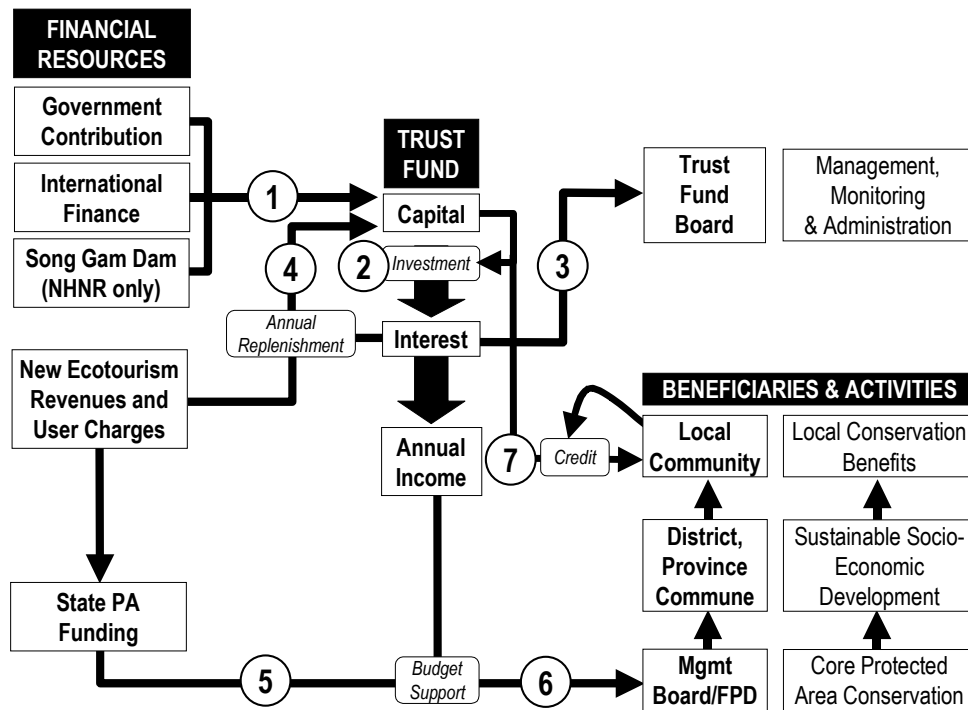 FINANCIAL
RESOURCES
Government
Contribution
International
Finance
Song Gam Dam
(NHNR only)
New Ecotourism
Revenues and
User Charges
State PA
Funding
1
4
Annual
Replenishment
5
TRUST
FUND
Capital
2
Investment
Interest
Annual
Income
Budget
Support
3
7
Credit
6
Trust
Fund
Board
Management,
Monitoring
& Administration
BENEFICIARIES & ACTIVITIES
Local
Community
Local Conservation
Benefits
District,
Province
Commune
Sustainable Socio-
Economic
Development
Mgmt
Board/FPD
Core Protected
Area Conservation